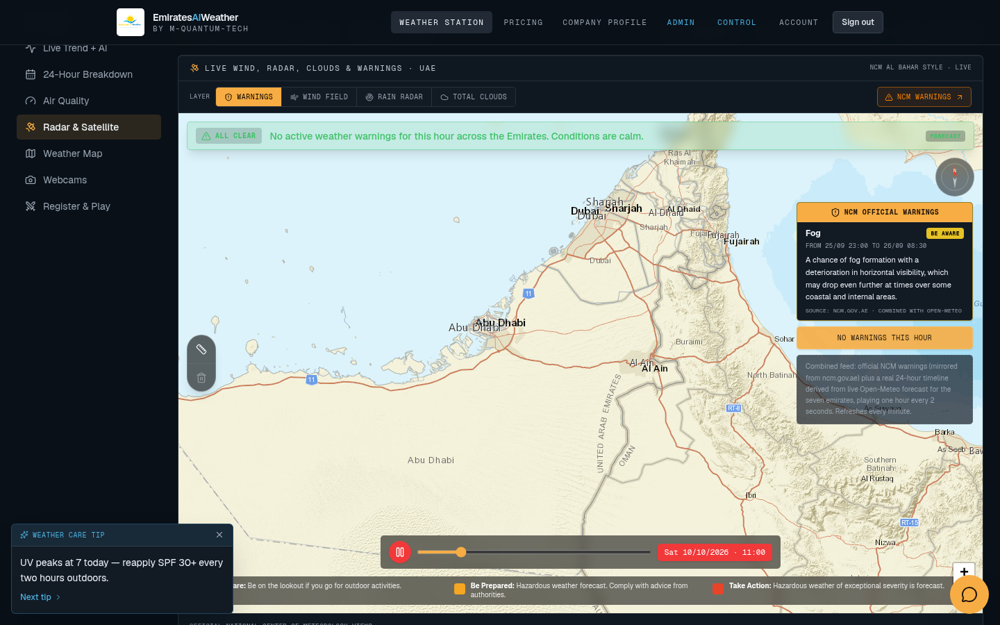 EmiratesAIWeather
BY M-QUANTUM-TECH
WEATHER STATION
PRICING
COMPANY PROFILE
ADMIN
CONTROL
ACCOUNT
Sign out
Live Trend + AI
24-Hour Breakdown
Air Quality
Radar & Satellite
Weather Map
Webcams
Register & Play
LIVE WIND, RADAR, CLOUDS & WARNINGS · UAE
NCM AL BAHAR STYLE · LIVE
LAYER
WARNINGS
WIND FIELD
RAIN RADAR
TOTAL CLOUDS
NCM WARNINGS
ALL CLEAR
No active weather warnings for this hour across the Emirates. Conditions are calm.
FORECAST
N
Ras Al
Khaimah
Sharjah
Dubai
Sharjah
Dubai
Al Dhaid
Al Dhaid
Sharjah
Fujairah
Fujairah
Fujairah
Dubai
11
Abu Dhabi
Abu Dhabi
Buraimi
Sohar
Al Ain
Al Ain
North Batinah
11
RT-8
As Suwayq
UNITED ARAB EMIRATES
OMAN
Abu Dhabi
Barka
As Seeb
Southern
Batinah
Al Rustaq
Ibri
RT-15
Nizwa
NCM OFFICIAL WARNINGS
Fog
BE AWARE
FROM 25/09 23:00 TO 26/09 08:30
A chance of fog formation with a
deterioration in horizontal visibility, which
may drop even further at times over some
coastal and internal areas.
SOURCE: NCM.GOV.AE · COMBINED WITH OPEN-METEO
NO WARNINGS THIS HOUR
Combined feed: official NCM warnings (mirrored
from ncm.gov.ae) plus a real 24-hour timeline
derived from live Open-Meteo forecast for the
seven emirates, playing one hour every 2
seconds. Refreshes every minute.
Sat 10/10/2026 · 11:00
are: Be on the lookout if you go for outdoor activities.
Be Prepared: Hazardous weather forecast. Comply with advice from
authorities.
Take Action: Hazardous weather of exceptional severity is forecast.
+
WEATHER CARE TIP
UV peaks at 7 today — reapply SPF 30+ every
two hours outdoors.
Next tip
OFFICIAL NATIONAL CENTER OF METEOROLOGY VIEWS